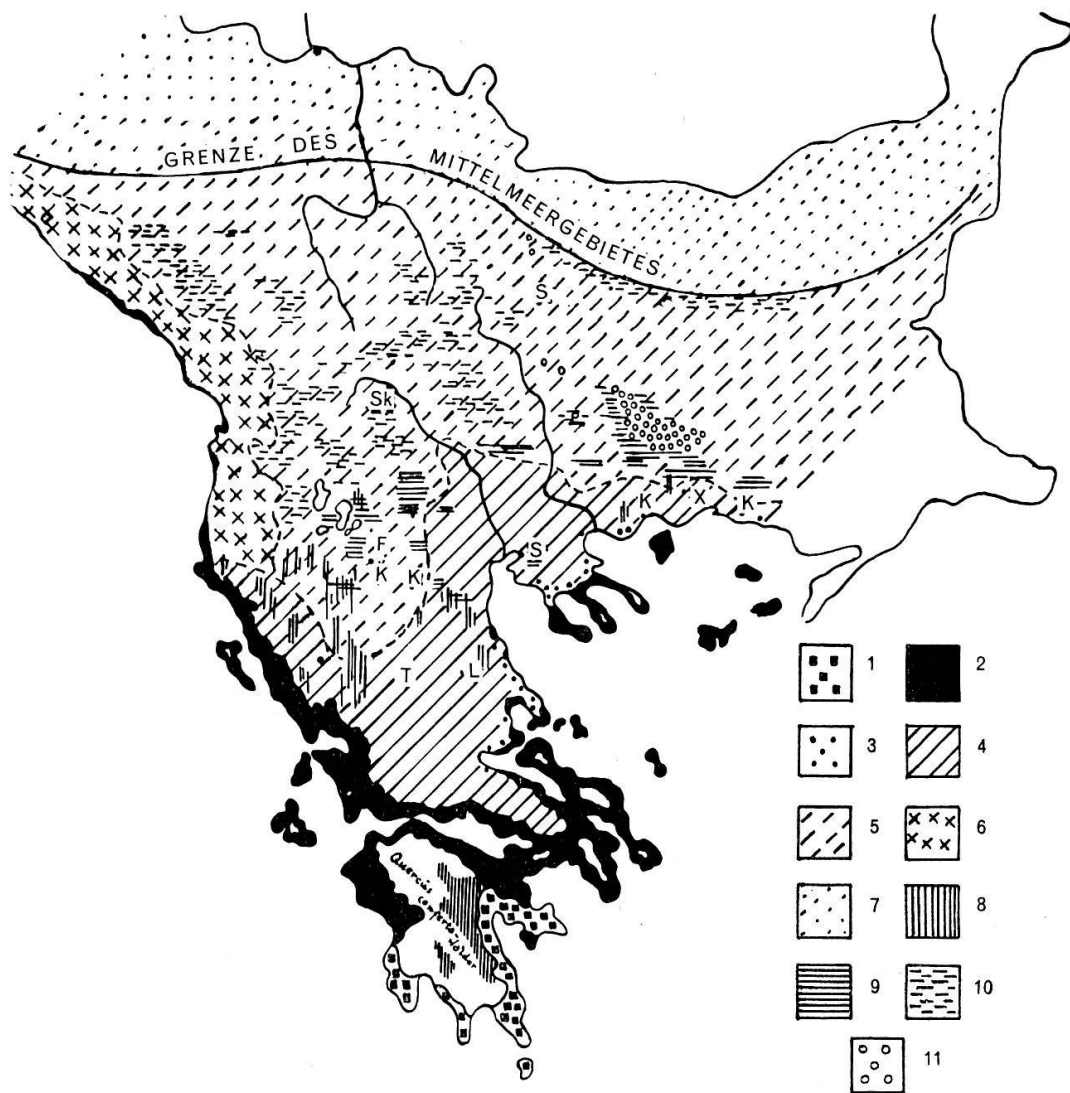 GRENZE DES MITTELMEERGEBIETES
S.
Sk
K X K
F
K K
S
T L
Quercus
conferta-Wälder
1 2
3 4
5 6
7 8
9 10
11